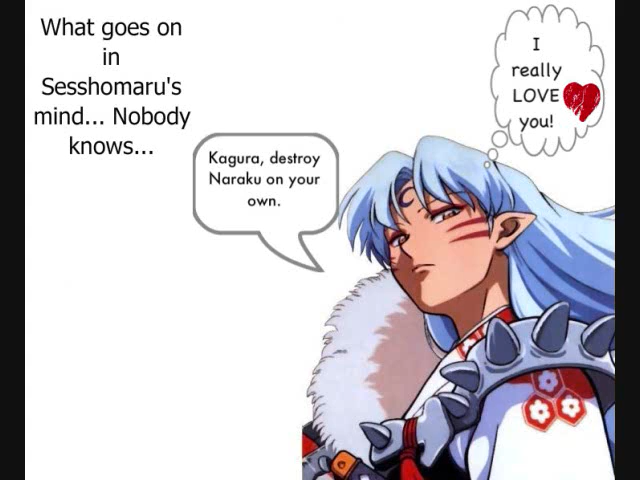 What goes on
in
Sesshomaru's
mind... Nobody
knows...
Kagura, destroy
Naraku on your
own.
I
really
LOVE
you!